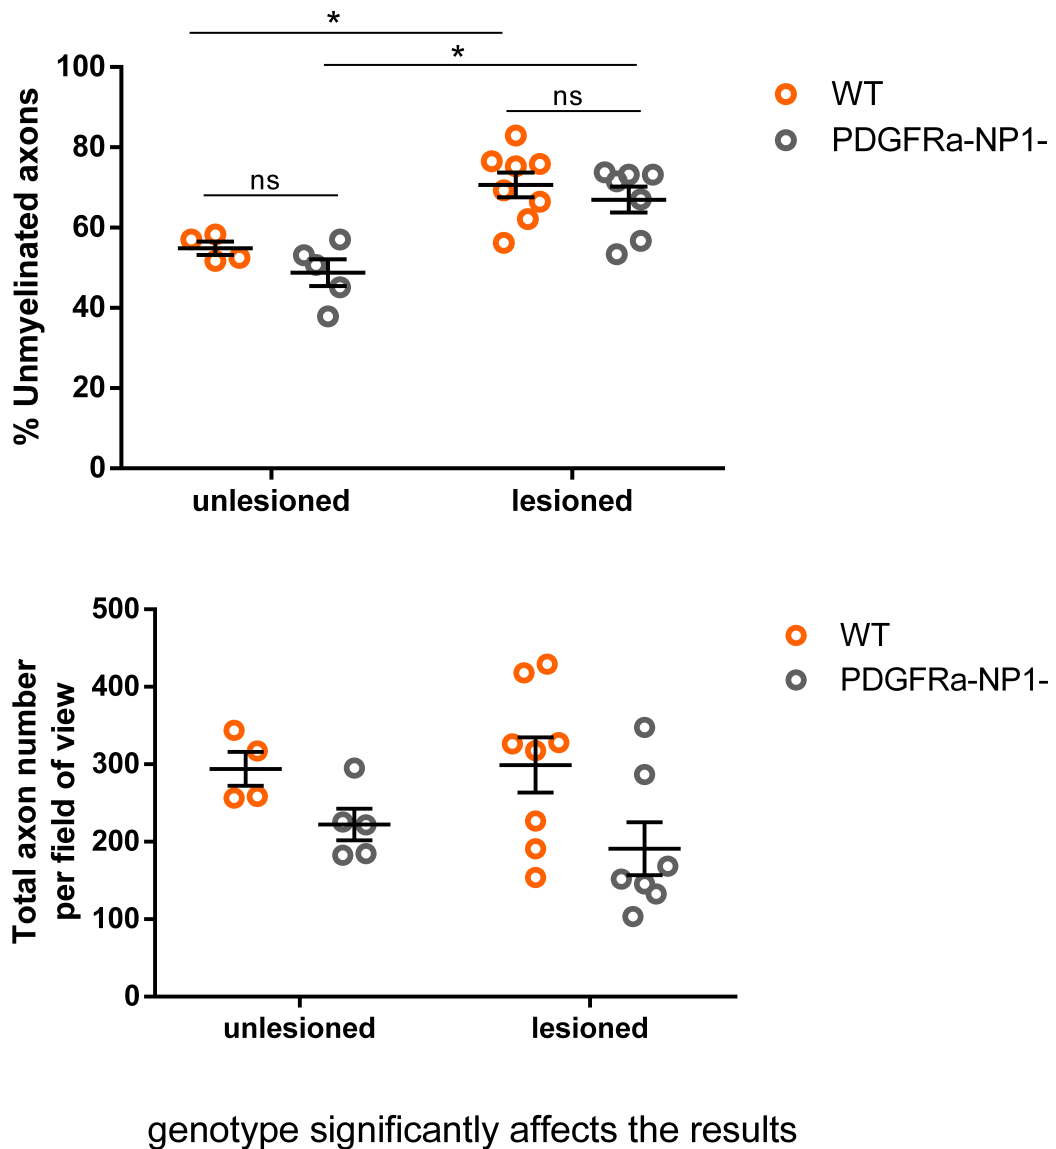 *
*
100
WT
ns
PDGFRa-NP1-
80
ns
60
40
20
0
% Unmyelinated axons
unlesioned
lesioned
500
WT
PDGFRa-NP1-
400
300
200
100
0
Total axon number
per field of view
unlesioned
lesioned
genotype significantly affects the results